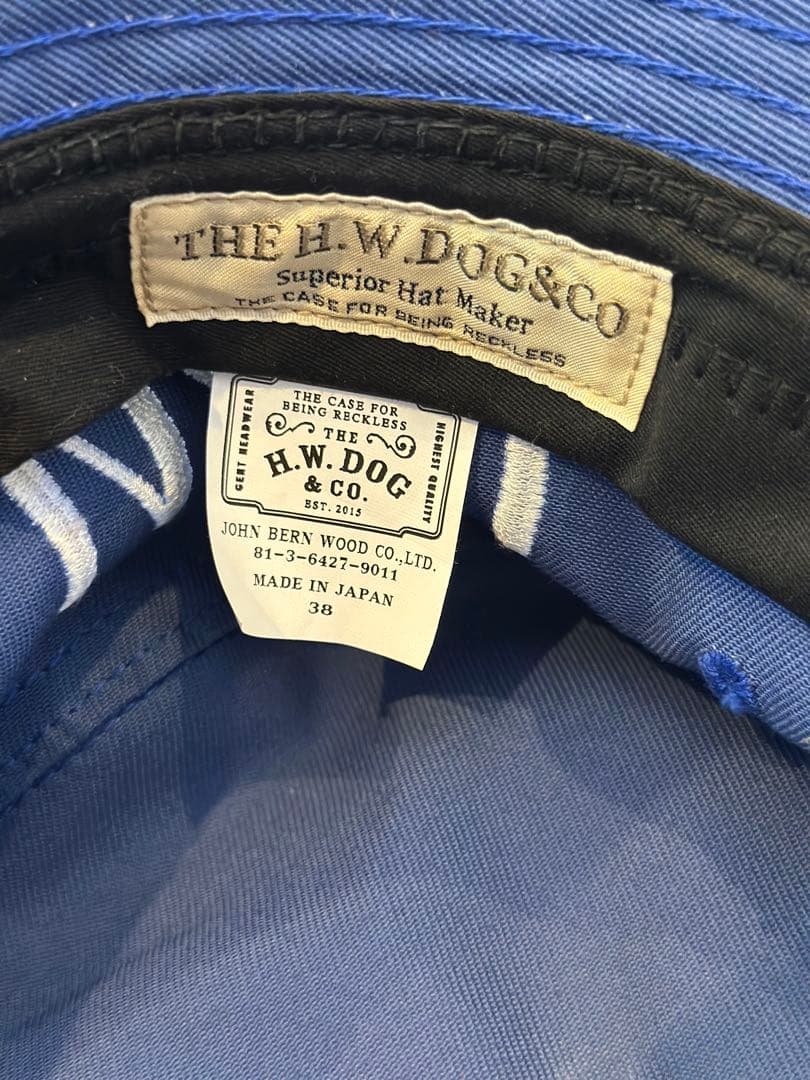 THE H.W.DOG&CO
Superior Hat Maker
THE CASE FOR BEING RECKLESS
THE CASE FOR
BEING RECKLESS
GENT HEADWEAR
THE
HIGHEST QUALITY
H.W. DOG
& CO.
EST. 2015
JOHN BERN WOOD CO.,LTD.
81-3-6427-9011
MADE IN JAPAN
38